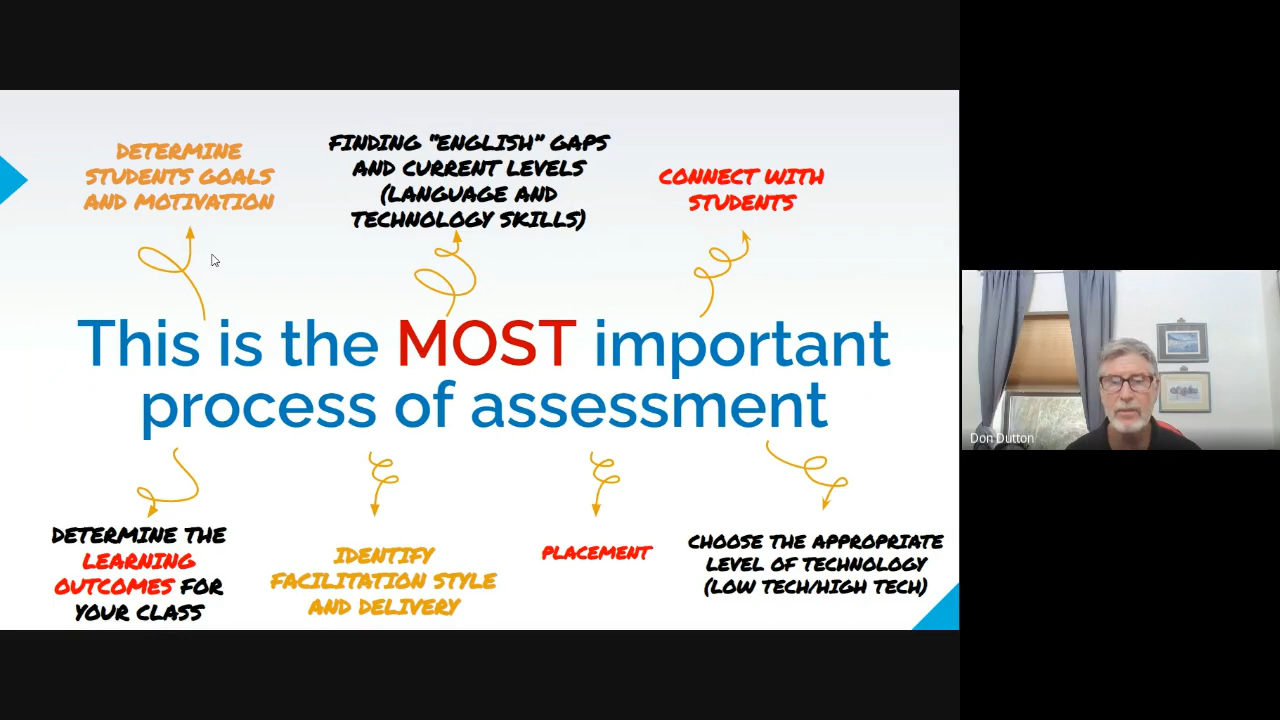 DETERMINE
STUDENTS GOALS
AND MOTIVATION
FINDING "ENGLISH" GAPS
AND CURRENT LEVELS
(LANGUAGE AND
TECHNOLOGY SKILLS)
CONNECT WITH
STUDENTS
This is the MOST important
process of assessment
DETERMINE THE
LEARNING
OUTCOMES FOR
YOUR CLASS
IDENTIFY
FACILITATION STYLE
AND DELIVERY
PLACEMENT
CHOOSE THE APPROPRIATE
LEVEL OF TECHNOLOGY
(LOW TECH/HIGH TECH)
Don Dutton